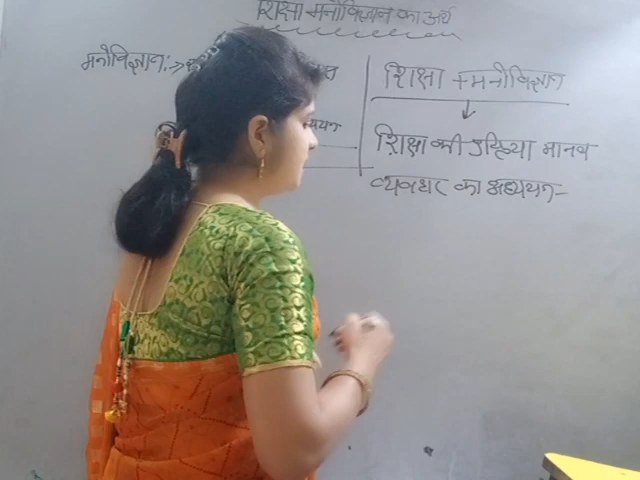 शिक्षा मनोविज्ञान का अर्थ
मनोविज्ञान:→
शिक्षा + मनोविज्ञान
शिक्षा की प्रक्रिया मानव
व्यवहार का अध्ययन-